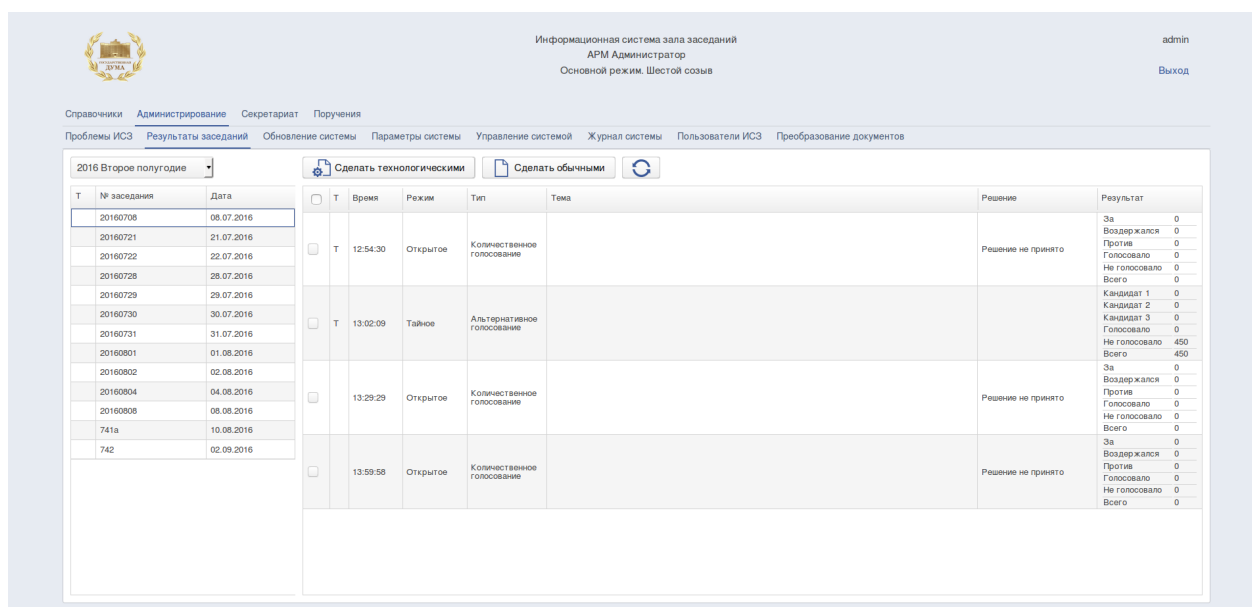 ГОСУДАРСТВЕННАЯ
ДУМА
Информационная система зала заседаний
АРМ Администратор
Основной режим. Шестой созыв
admin
Выход
Справочники Администрирование Секретариат Поручения
Проблемы ИСЗ Результаты заседаний Обновление системы Параметры системы Управление системой Журнал системы Пользователи ИСЗ Преобразование документов
2016 Второе полугодие
Сделать технологическими Сделать обычными
Т № заседания Дата
20160708 08.07.2016
20160721 21.07.2016
20160722 22.07.2016
20160728 28.07.2016
20160729 29.07.2016
20160730 30.07.2016
20160731 31.07.2016
20160801 01.08.2016
20160802 02.08.2016
20160804 04.08.2016
20160808 08.08.2016
741а 10.08.2016
742 02.09.2016
Т Время Режим Тип Тема Решение Результат
Т 12:54:30 Открытое Количественное
голосование
Решение не принято
За 0
Воздержался 0
Против 0
Голосовало 0
Не голосовало 0
Всего 0
Т 13:02:09 Тайное Альтернативное
голосование
Кандидат 1 0
Кандидат 2 0
Кандидат 3 0
Голосовало 0
Не голосовало 450
Всего 450
13:29:29 Открытое Количественное
голосование
Решение не принято
За 0
Воздержался 0
Против 0
Голосовало 0
Не голосовало 0
Всего 0
13:59:58 Открытое Количественное
голосование
Решение не принято
За 0
Воздержался 0
Против 0
Голосовало 0
Не голосовало 0
Всего 0